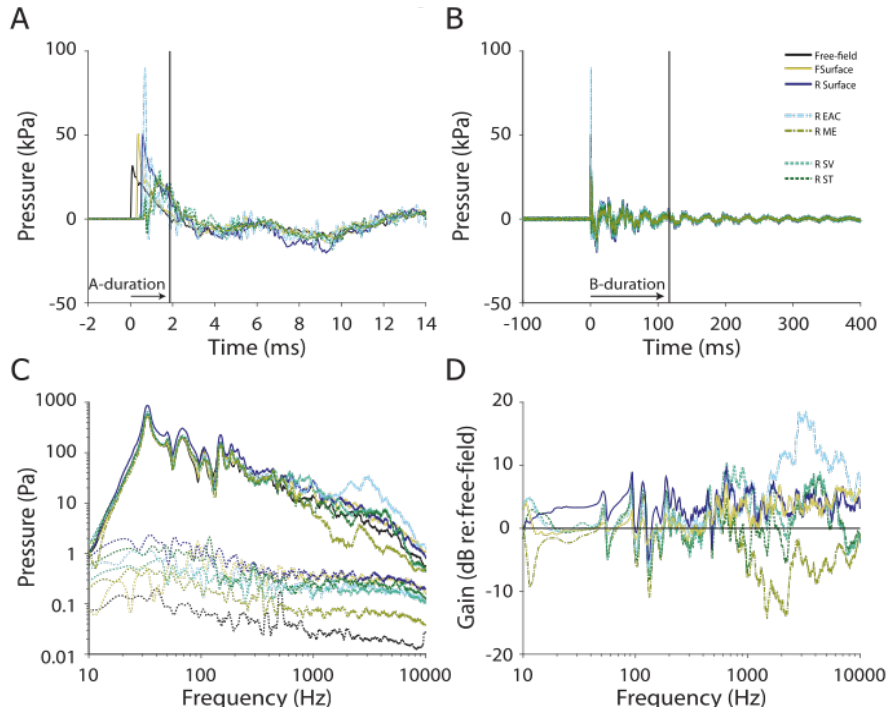 A
100
50
0
-50
Pressure (kPa)
A-duration
-2
0
2
4
6
8
10
12
14
Time (ms)
B
100
50
0
-50
Pressure (kPa)
Free-field
FSurface
R Surface
R EAC
R ME
R SV
R ST
B-duration
-100
0
100
200
300
400
Time (ms)
C
1000
100
10
1
0.1
0.01
Pressure (Pa)
10
100
1000
10000
Frequency (Hz)
D
20
10
0
-10
-20
Gain (dB re:free-field)
10
100
1000
10000
Frequency (Hz)